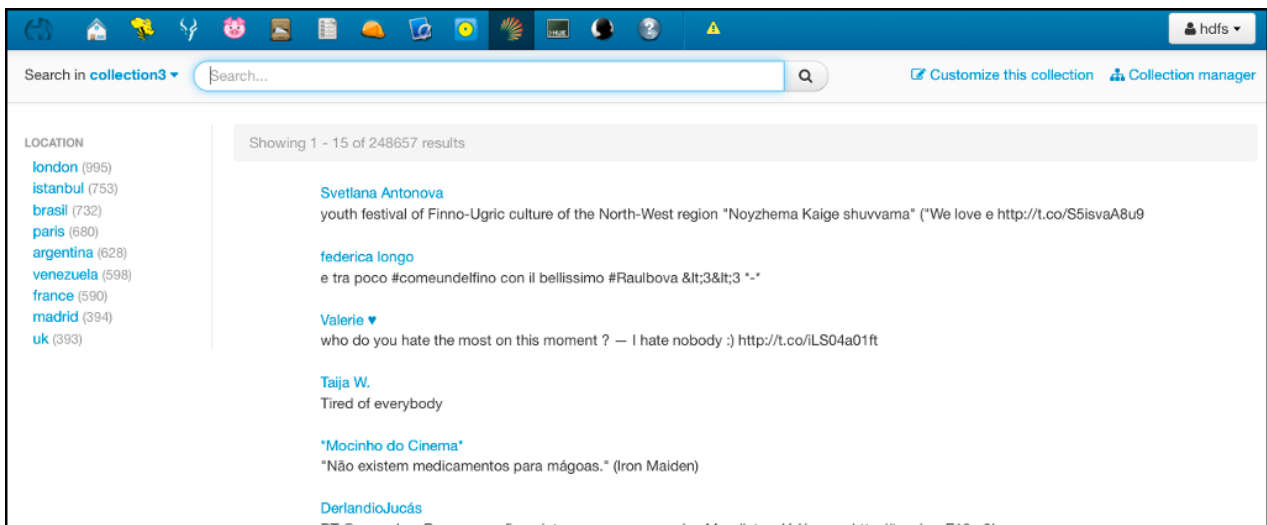 hdfs
Search in collection3
Search...
Customize this collection
Collection manager
LOCATION
london (995)
istanbul (753)
brasil (732)
paris (680)
argentina (628)
venezuela (598)
france (590)
madrid (394)
uk (393)
Showing 1 - 15 of 248657 results
Svetlana Antonova
youth festival of Finno-Ugric culture of the North-West region "Noyzhema Kaige shuvvama" ("We love e http://t.co/S5isvaA8u9
federica longo
e tra poco #comeundelfino con il bellissimo #Raulbova &lt;3&lt;3 *-*
Valerie ♥
who do you hate the most on this moment ? — I hate nobody :) http://t.co/iLS04a01ft
Taija W.
Tired of everybody
*Mocinho do Cinema*
"Não existem medicamentos para mágoas." (Iron Maiden)
DerlandioJucás